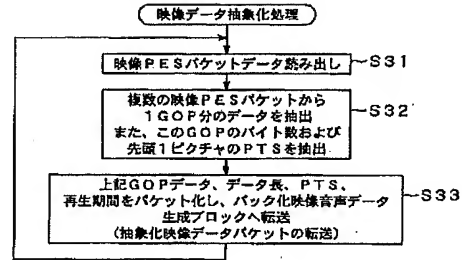 映像データ抽象化処理
映像PESパケットデータ読み出し
S31
複数の映像PESパケットから
1GOP分のデータを抽出
また、このGOPのバイト数および
先頭1ピクチャのPTSを抽出
S32
上記GOPデータ、データ長、PTS、
再生期間をパケット化し、パック化映像音声データ
生成ブロックへ転送
(抽象化映像データパケットの転送)
S33